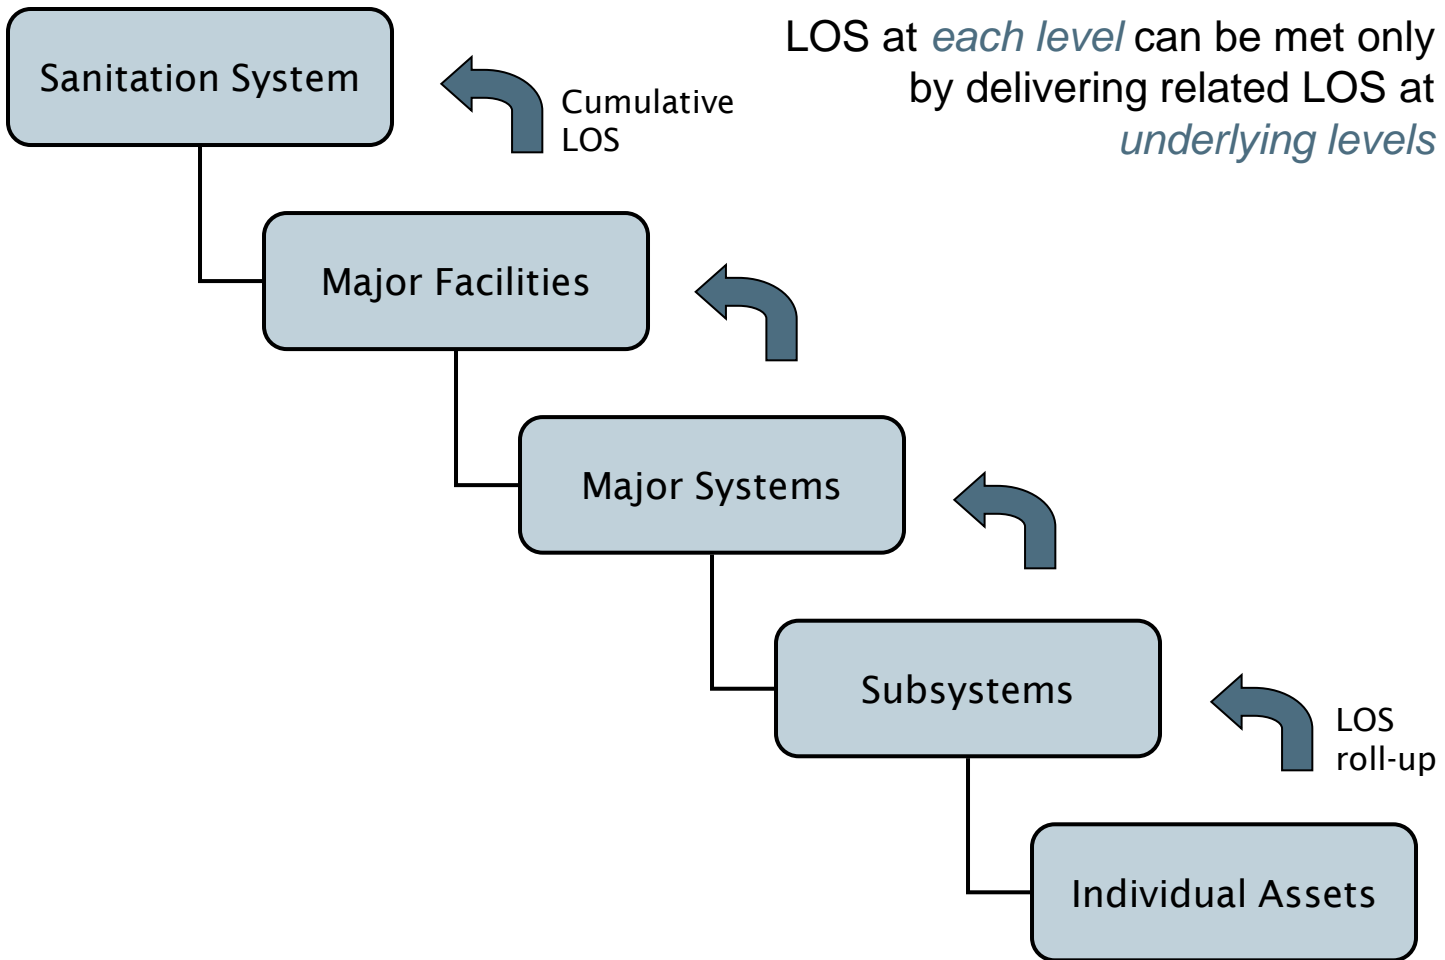 LOS at each level can be met only
by delivering related LOS at
underlying levels
Sanitation System
Cumulative
LOS
Major Facilities
Major Systems
Subsystems
LOS
roll-up
Individual Assets